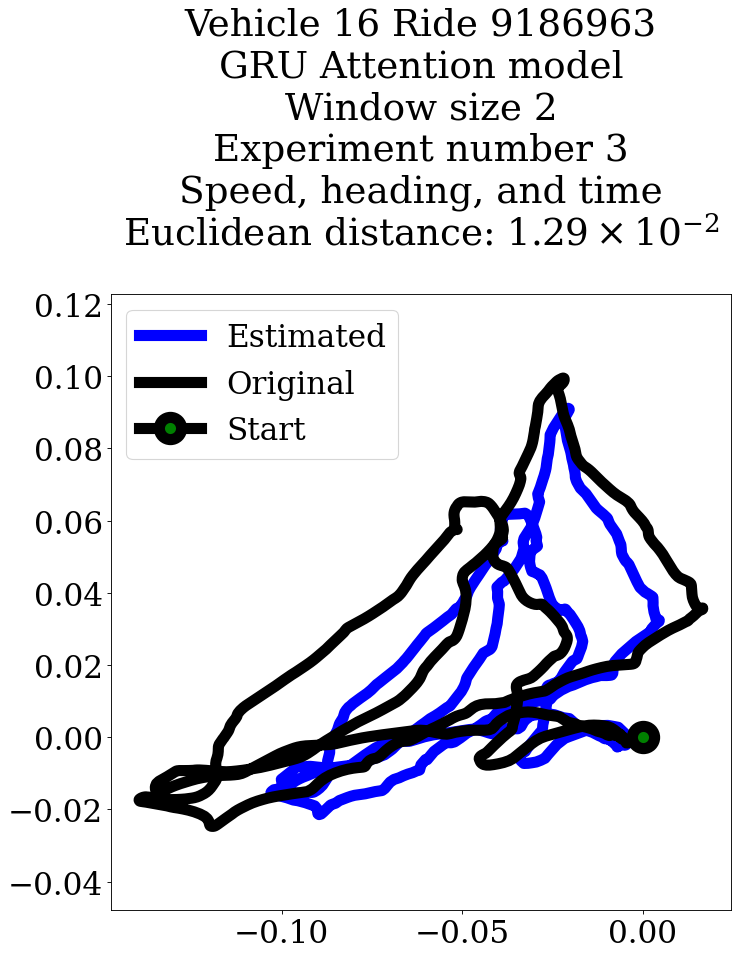 Vehicle 16 Ride 9186963
GRU Attention model
Window size 2
Experiment number 3
Speed, heading, and time
Euclidean distance: 1.29 × 10⁻²
0.12
0.10
0.08
0.06
0.04
0.02
0.00
−0.02
−0.04
Estimated
Original
Start
−0.10
−0.05
0.00